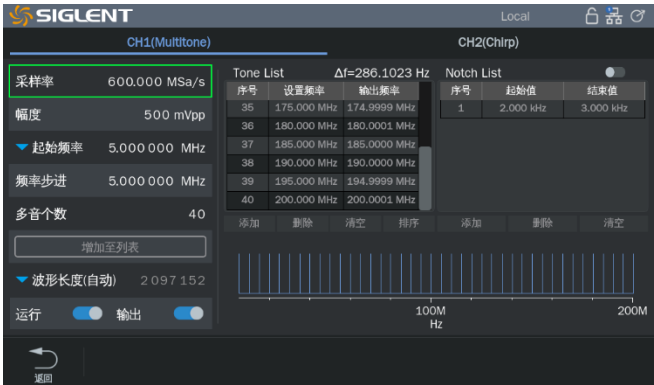 SIGLENT
Local
CH1(Multitone)
CH2(Chirp)
采样率 600.000 MSa/s
幅度 500 mVpp
起始频率 5.000 000 MHz
频率步进 5.000 000 MHz
多音个数 40
增加至列表
波形长度(自动) 2 097 152
运行 输出
Tone List Δf=286.1023 Hz
序号 设置频率 输出频率
35 175.000 MHz 174.9999 MHz
36 180.000 MHz 180.0001 MHz
37 185.000 MHz 185.0000 MHz
38 190.000 MHz 190.0000 MHz
39 195.000 MHz 194.9999 MHz
40 200.000 MHz 200.0001 MHz
添加 删除 清空 排序
Notch List
序号 起始值 结束值
1 2.000 kHz 3.000 kHz
添加 删除 清空
100M 200M
Hz
返回